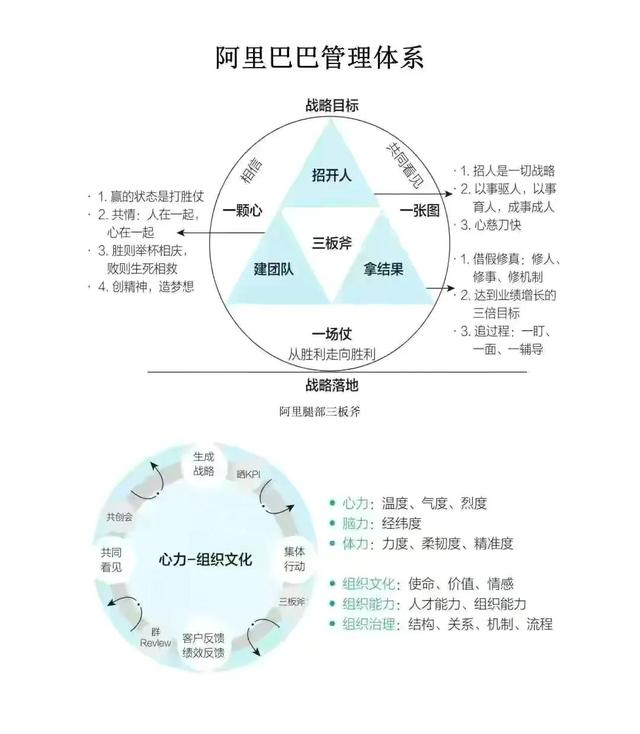 阿里巴巴管理体系
战略目标
相信
共同看见
招开人
一颗心
一张图
三板斧
建团队
拿结果
· 1. 赢的状态是打胜仗
· 2. 共情：人在一起，
心在一起
· 3. 胜则举杯相庆，
败则生死相救
· 4. 创精神，造梦想
· 1. 招人是一切战略
· 2. 以事驱人，以事
育人，成事成人
· 3. 心慈刀快
· 1. 借假修真：修人、
修事、修机制
· 2. 达到业绩增长的
三倍目标
· 3. 追过程：一盯、
一面、一辅导
一场仗
从胜利走向胜利
战略落地
阿里腿部三板斧
生成
战略
晒KPI
共创会
共同
看见
心力-组织文化
集体
行动
三板斧
群
Revlew
客户反馈
绩效反馈
• 心力：温度、气度、烈度
• 脑力：经纬度
• 体力：力度、柔韧度、精准度
• 组织文化：使命、价值、情感
• 组织能力：人才能力、组织能力
• 组织治理：结构、关系、机制、流程